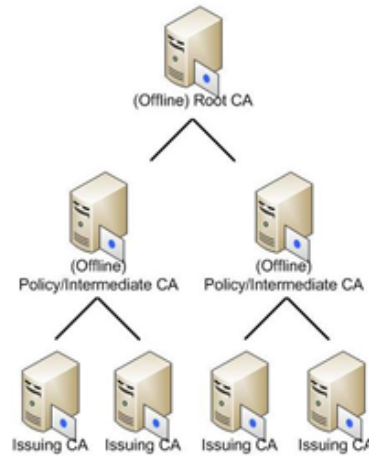 (Offline) Root CA
(Offline)
Policy/Intermediate CA
(Offline)
Policy/Intermediate CA
Issuing CA
Issuing CA
Issuing CA
Issuing CA